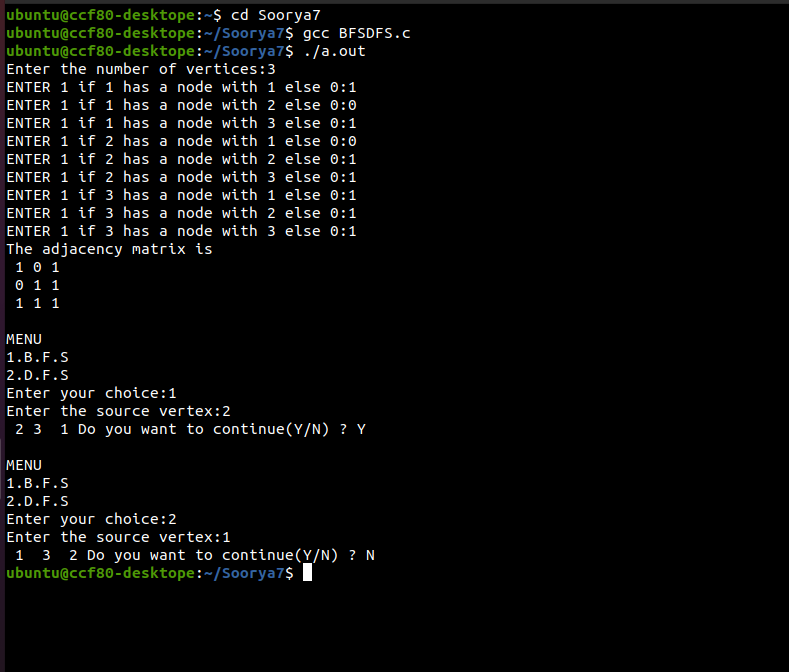 ubuntu@ccf80-desktope:~$ cd Soorya7
ubuntu@ccf80-desktope:~/Soorya7$ gcc BFSDFS.c
ubuntu@ccf80-desktope:~/Soorya7$ ./a.out
Enter the number of vertices:3
ENTER 1 if 1 has a node with 1 else 0:1
ENTER 1 if 1 has a node with 2 else 0:0
ENTER 1 if 1 has a node with 3 else 0:1
ENTER 1 if 2 has a node with 1 else 0:0
ENTER 1 if 2 has a node with 2 else 0:1
ENTER 1 if 2 has a node with 3 else 0:1
ENTER 1 if 3 has a node with 1 else 0:1
ENTER 1 if 3 has a node with 2 else 0:1
ENTER 1 if 3 has a node with 3 else 0:1
The adjacency matrix is
 1 0 1
 0 1 1
 1 1 1

MENU
1.B.F.S
2.D.F.S
Enter your choice:1
Enter the source vertex:2
 2 3  1 Do you want to continue(Y/N) ? Y

MENU
1.B.F.S
2.D.F.S
Enter your choice:2
Enter the source vertex:1
 1  3  2 Do you want to continue(Y/N) ? N
ubuntu@ccf80-desktope:~/Soorya7$